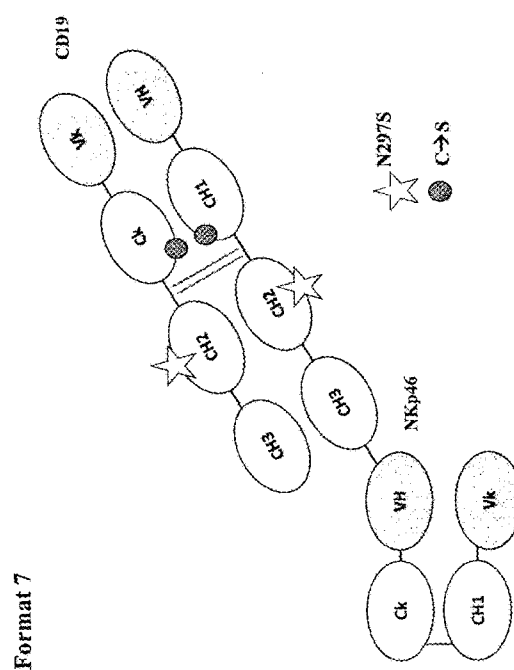 Format 7
CD19
Vk
VH
Ck
CH1
CH2
CH2
CH3
CH3
NKp46
VH
Vk
Ck
CH1
N297S
C→S